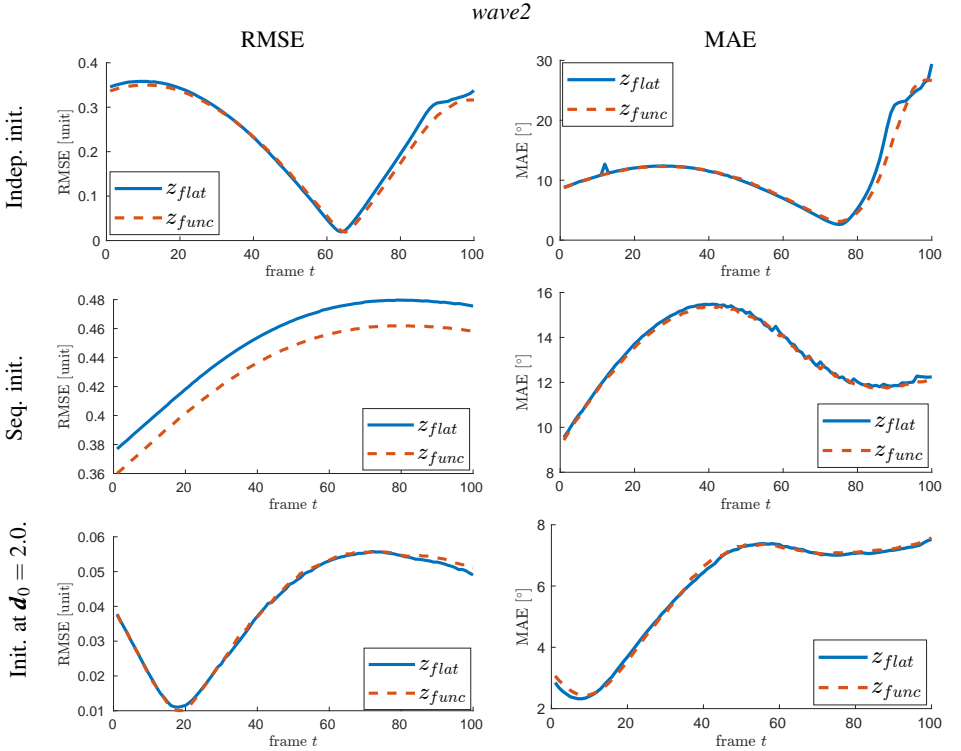 wave2
RMSE
MAE
Indep. init.
RMSE [unit]
0.4
0.3
0.2
0.1
0
z_flat
z_func
0 20 40 60 80 100
frame t
MAE [°]
30
20
10
0
z_flat
z_func
0 20 40 60 80 100
frame t
Seq. init.
RMSE [unit]
0.48
0.46
0.44
0.42
0.4
0.38
0.36
z_flat
z_func
0 20 40 60 80 100
frame t
MAE [°]
16
14
12
10
8
z_flat
z_func
0 20 40 60 80 100
frame t
Init. at d₀ = 2.0.
RMSE [unit]
0.06
0.05
0.04
0.03
0.02
0.01
z_flat
z_func
0 20 40 60 80 100
frame t
MAE [°]
8
6
4
2
z_flat
z_func
0 20 40 60 80 100
frame t